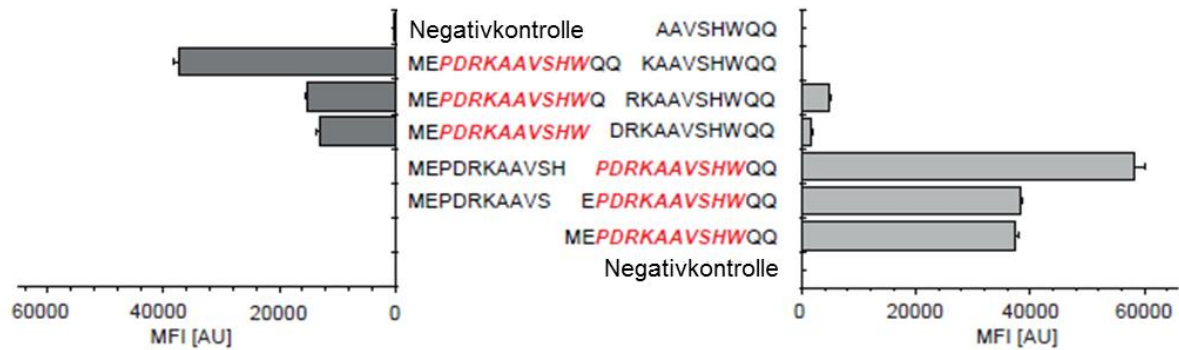 Negativkontrolle AAVSHWQQ
MEPDRKAAVSHWQQ KAAVSHWQQ
MEPDRKAAVSHWQ RKAAVSHWQQ
MEPDRKAAVSHW DRKAAVSHWQQ
MEPDRKAAVSH PDRKAAVSHWQQ
MEPDRKAAVS EPDRKAAVSHWQQ
MEPDRKAAVSHWQQ
Negativkontrolle
60000 40000 20000 0 0 20000 40000 60000
MFI [AU] MFI [AU]